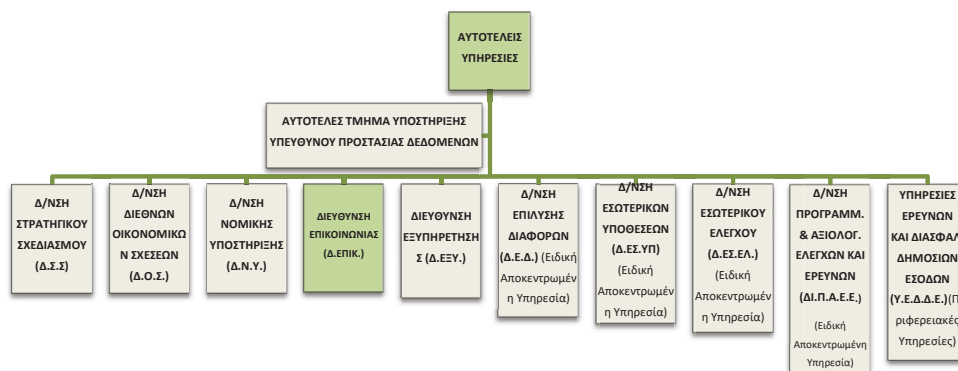 ΑΥΤΟΤΕΛΕΙΣ
ΥΠΗΡΕΣΙΕΣ
ΑΥΤΟΤΕΛΕΣ ΤΜΗΜΑ ΥΠΟΣΤΗΡΙΞΗΣ
ΥΠΕΥΘΥΝΟΥ ΠΡΟΣΤΑΣΙΑΣ ΔΕΔΟΜΕΝΩΝ
Δ/ΝΣΗ
ΣΤΡΑΤΗΓΙΚΟΥ
ΣΧΕΔΙΑΣΜΟΥ
(Δ.Σ.Σ)
Δ/ΝΣΗ
ΔΙΕΘΝΩΝ
ΟΙΚΟΝΟΜΙΚΩ
Ν ΣΧΕΣΕΩΝ
(Δ.Ο.Σ.)
Δ/ΝΣΗ
ΝΟΜΙΚΗΣ
ΥΠΟΣΤΗΡΙΞΗΣ
(Δ.Ν.Υ.)
ΔΙΕΥΘΥΝΣΗ
ΕΠΙΚΟΙΝΩΝΙΑΣ
(Δ.ΕΠΙΚ.)
ΔΙΕΥΘΥΝΣΗ
ΕΞΥΠΗΡΕΤΗΣΗ
Σ (Δ.ΕΞΥ.)
Δ/ΝΣΗ
ΕΠΙΛΥΣΗΣ
ΔΙΑΦΟΡΩΝ
(Δ.Ε.Δ.) (Ειδική
Αποκεντρωμέν
η Υπηρεσία)
Δ/ΝΣΗ
ΕΣΩΤΕΡΙΚΩΝ
ΥΠΟΘΕΣΕΩΝ
(Δ.ΕΣ.ΥΠ)
(Ειδική
Αποκεντρωμέν
η Υπηρεσία)
Δ/ΝΣΗ
ΕΣΩΤΕΡΙΚΟΥ
ΕΛΕΓΧΟΥ
(Δ.ΕΣ.ΕΛ.)
(Ειδική
Αποκεντρωμέν
η Υπηρεσία)
Δ/ΝΣΗ
ΠΡΟΓΡΑΜΜ.
& ΑΞΙΟΛΟΓ.
ΕΛΕΓΧΩΝ ΚΑΙ
ΕΡΕΥΝΩΝ
(ΔΙ.Π.Α.Ε.Ε.)
(Ειδική
Αποκεντρωμένη
Υπηρεσία)
ΥΠΗΡΕΣΙΕΣ
ΕΡΕΥΝΩΝ
ΚΑΙ ΔΙΑΣΦΑΛ
ΔΗΜΟΣΙΩΝ
ΕΣΟΔΩΝ
(Υ.Ε.Δ.Δ.Ε.)(Π
ριφερειακές
Υπηρεσίες)